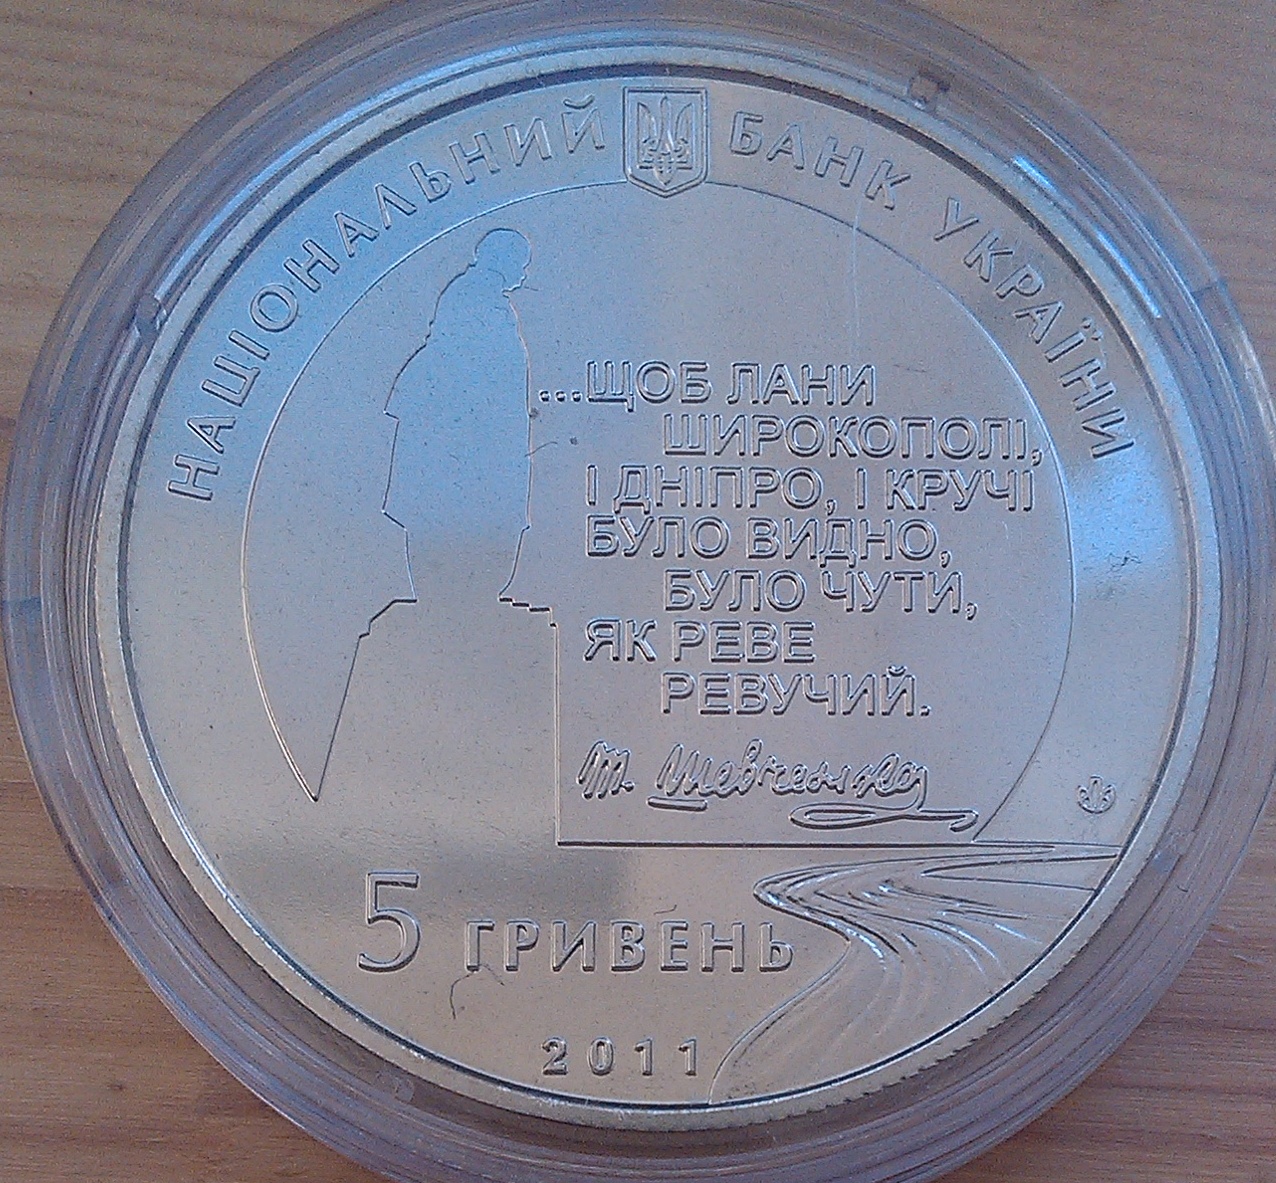 НАЦІОНАЛЬНИЙ БАНК УКРАЇНИ
...ЩОБ ЛАНИ
ШИРОКОПОЛІ,
І ДНІПРО, І КРУЧІ
БУЛО ВИДНО,
БУЛО ЧУТИ,
ЯК РЕВЕ
РЕВУЧИЙ.
Т. Шевченко
5 ГРИВЕНЬ
2011